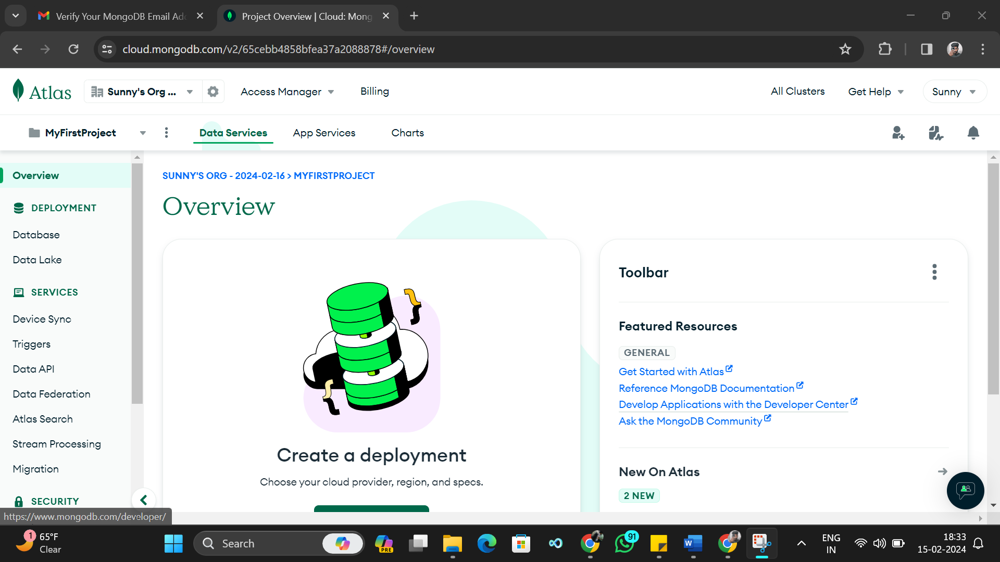 Verify Your MongoDB Email Add
Project Overview | Cloud: Mong
cloud.mongodb.com/v2/65cebb4858bfea37a2088878#/overview
Atlas
Sunny's Org ...
Access Manager
Billing
All Clusters
Get Help
Sunny
MyFirstProject
Data Services
App Services
Charts
Overview
DEPLOYMENT
Database
Data Lake
SERVICES
Device Sync
Triggers
Data API
Data Federation
Atlas Search
Stream Processing
Migration
SECURITY
SUNNY'S ORG - 2024-02-16 > MYFIRSTPROJECT
Overview
Create a deployment
Choose your cloud provider, region, and specs.
Toolbar
Featured Resources
GENERAL
Get Started with Atlas
Reference MongoDB Documentation
Develop Applications with the Developer Center
Ask the MongoDB Community
New On Atlas
2 NEW
https://www.mongodb.com/developer/
1
65°F
Clear
Search
PRE
91
W
ENG
IN
18:33
15-02-2024